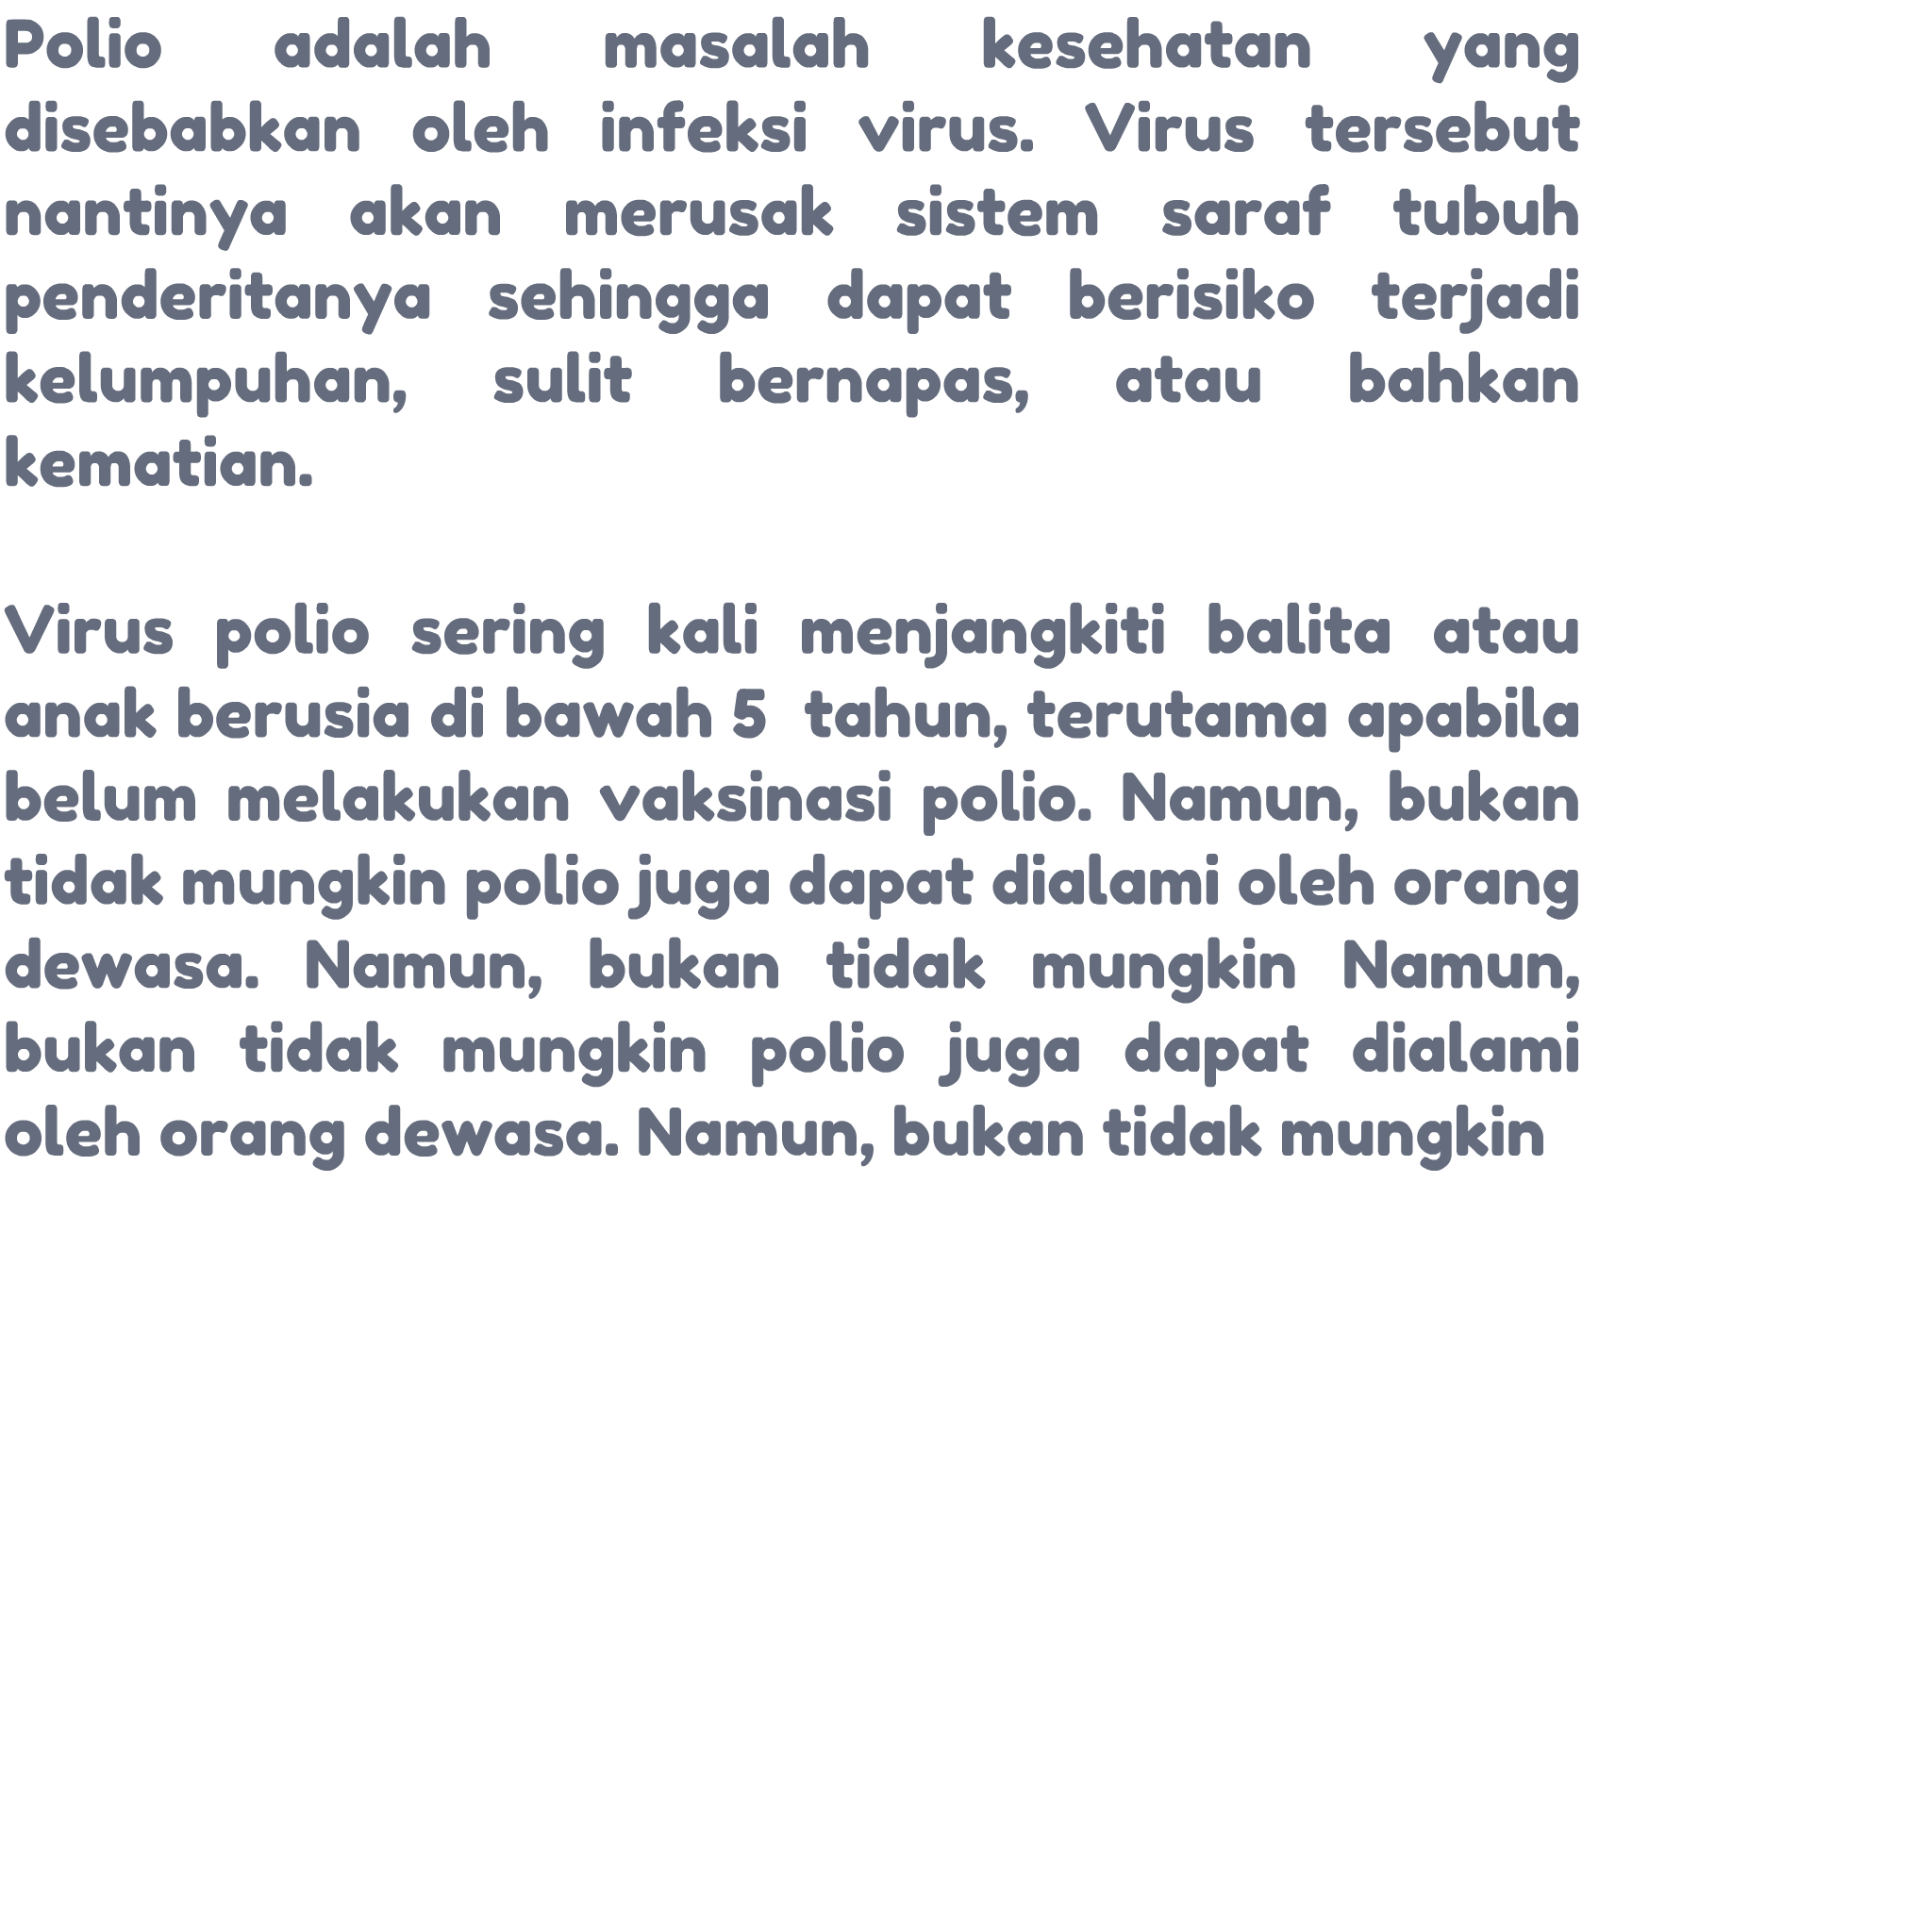 Polio adalah masalah kesehatan yang
disebabkan oleh infeksi virus. Virus tersebut
nantinya akan merusak sistem saraf tubuh
penderitanya sehingga dapat berisiko terjadi
kelumpuhan, sulit bernapas, atau bahkan
kematian.

Virus polio sering kali menjangkiti balita atau
anak berusia di bawah 5 tahun, terutama apabila
belum melakukan vaksinasi polio. Namun, bukan
tidak mungkin polio juga dapat dialami oleh orang
dewasa. Namun, bukan tidak mungkin Namun,
bukan tidak mungkin polio juga dapat dialami
oleh orang dewasa. Namun, bukan tidak mungkin